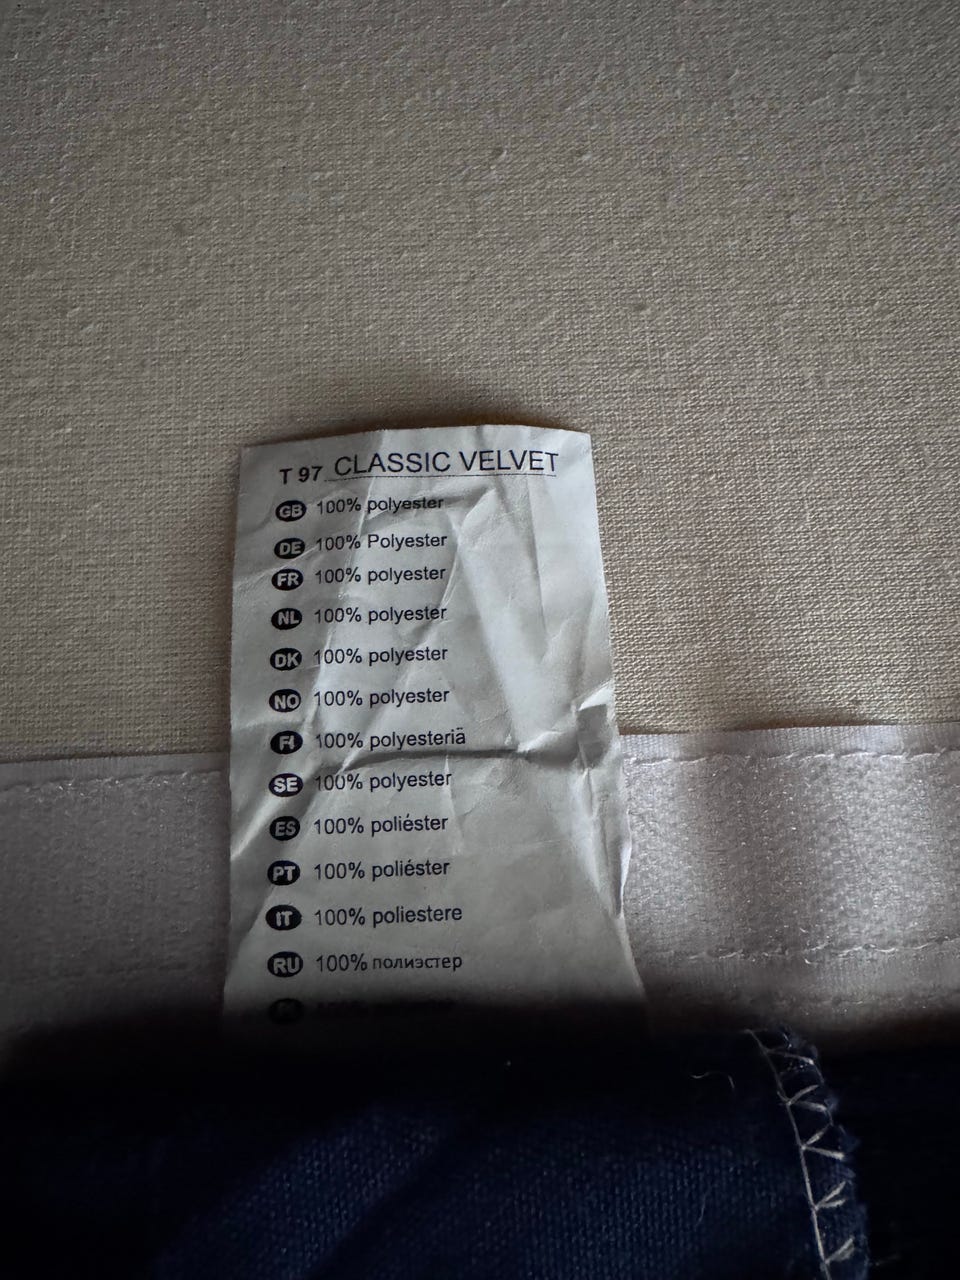 T 97 CLASSIC VELVET
GB 100% polyester
DE 100% Polyester
FR 100% polyester
NL 100% polyester
DK 100% polyester
NO 100% polyester
FI 100% polyesteriä
SE 100% polyester
ES 100% poliéster
PT 100% poliéster
IT 100% poliestere
RU 100% полиэстер